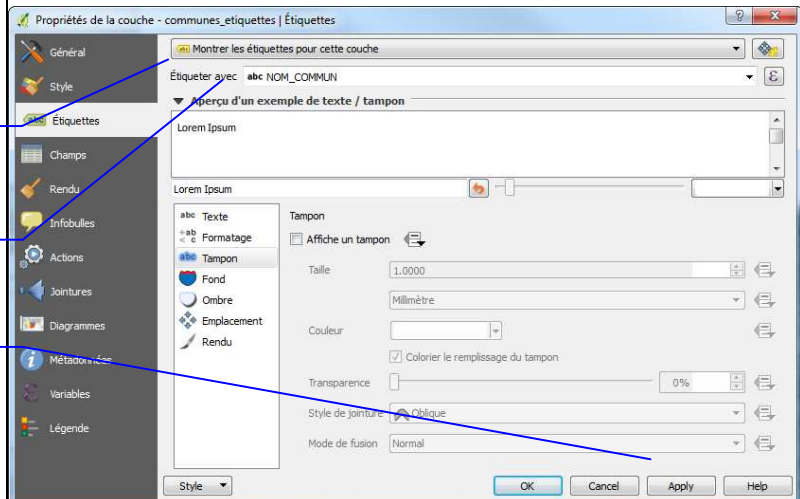 Propriétés de la couche - communes_etiquettes | Étiquettes
Général
Style
Étiquettes
Champs
Rendu
Infobulles
Actions
Jointures
Diagrammes
Métadonnées
Variables
Légende
Montrer les étiquettes pour cette couche
Étiqueter avec abc NOM_COMMUN
Aperçu d'un exemple de texte / tampon
Lorem Ipsum
Lorem Ipsum
abc Texte
Formatage
abc Tampon
Fond
Ombre
Emplacement
Rendu
Tampon
Affiche un tampon
Taille 1.0000
Millimètre
Couleur
Colorier le remplissage du tampon
Transparence 0%
Style de jointure Oblique
Mode de fusion Normal
Style OK Cancel Apply Help